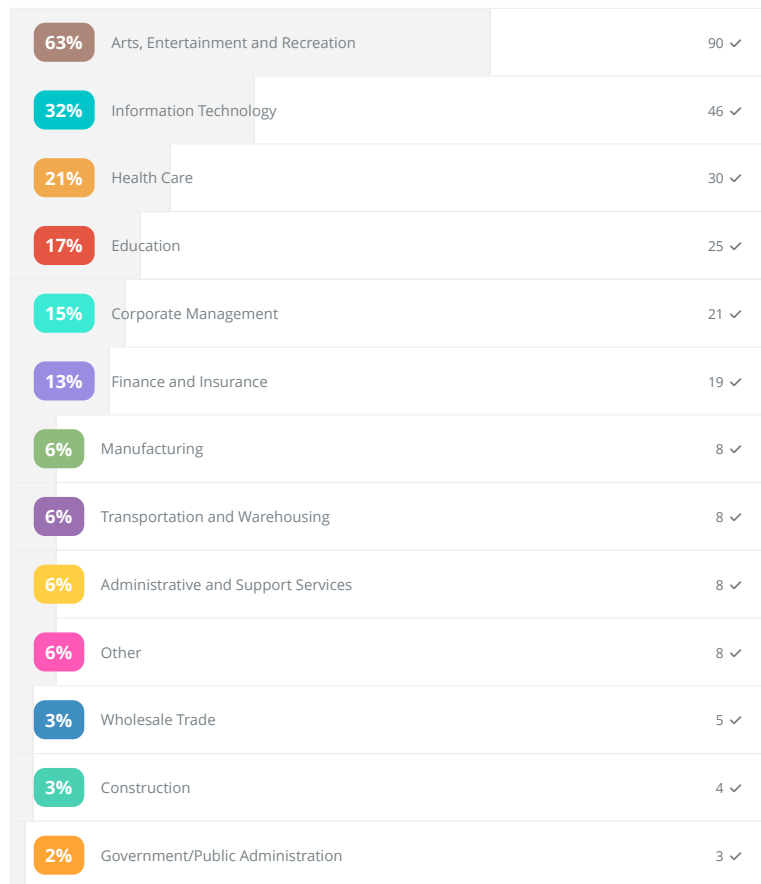 63% Arts, Entertainment and Recreation 90
32% Information Technology 46
21% Health Care 30
17% Education 25
15% Corporate Management 21
13% Finance and Insurance 19
6% Manufacturing 8
6% Transportation and Warehousing 8
6% Administrative and Support Services 8
6% Other 8
3% Wholesale Trade 5
3% Construction 4
2% Government/Public Administration 3